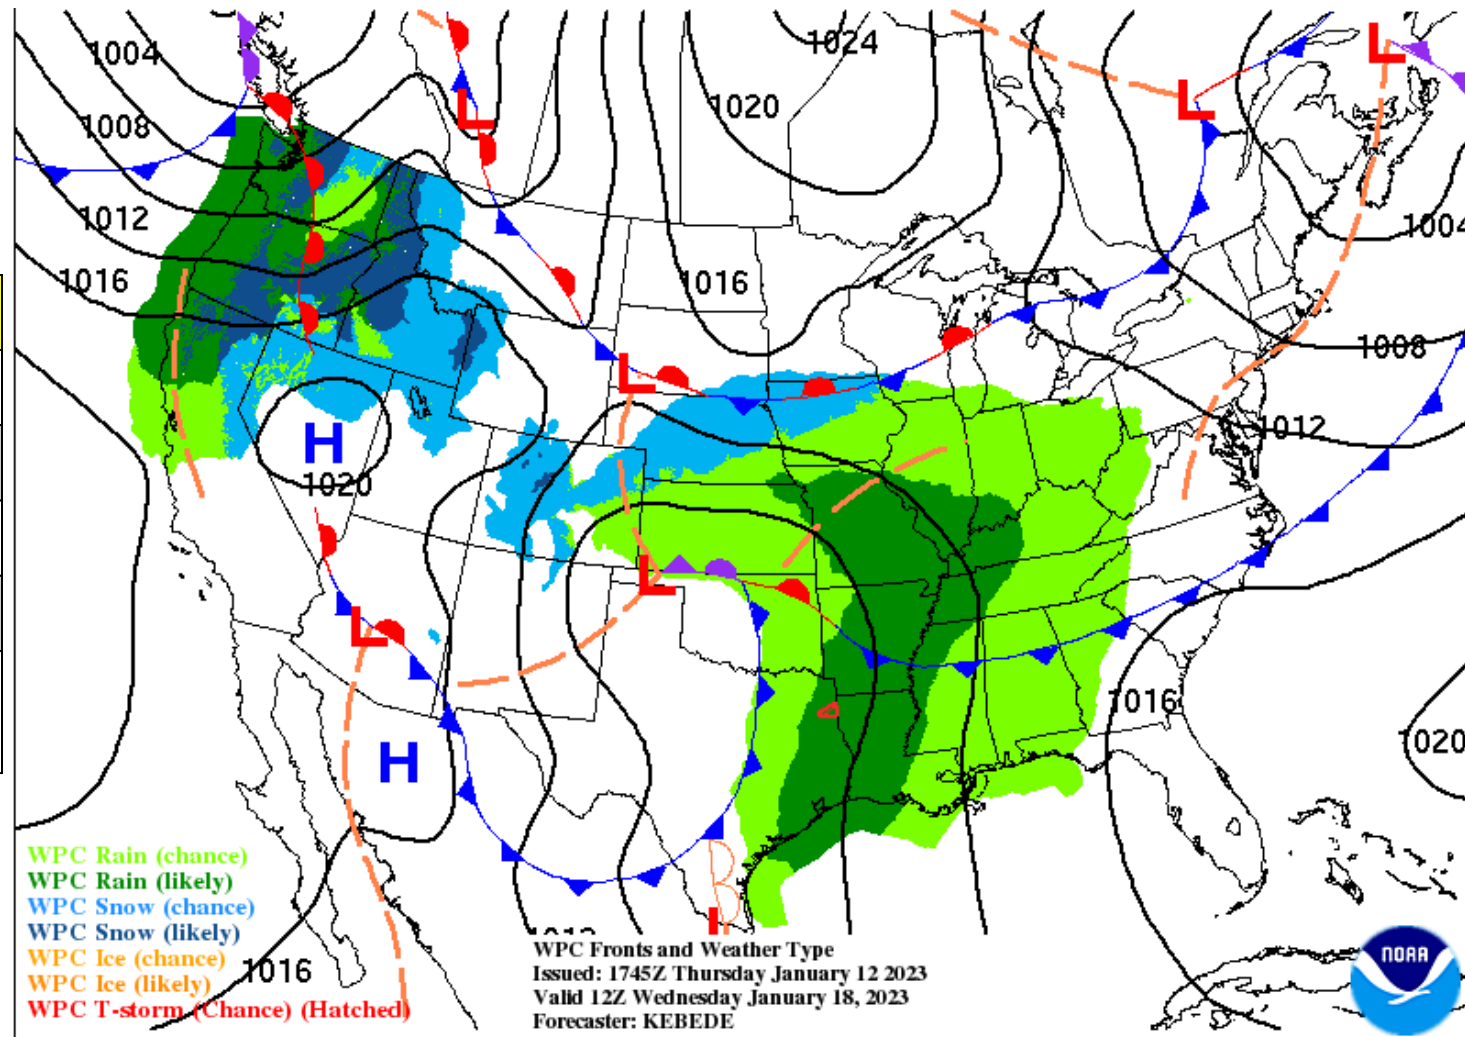 1004
1024
1020
1008
1004
1012
1016
1016
1008
1012
1020
1016
1020
1016
H
H
L
L
L
L
L
L
WPC Rain (chance)
WPC Rain (likely)
WPC Snow (chance)
WPC Snow (likely)
WPC Ice (chance)
WPC Ice (likely)
WPC T-storm (Chance) (Hatched)
WPC Fronts and Weather Type
Issued: 1745Z Thursday January 12 2023
Valid 12Z Wednesday January 18, 2023
Forecaster: KEBEDE
NOAA